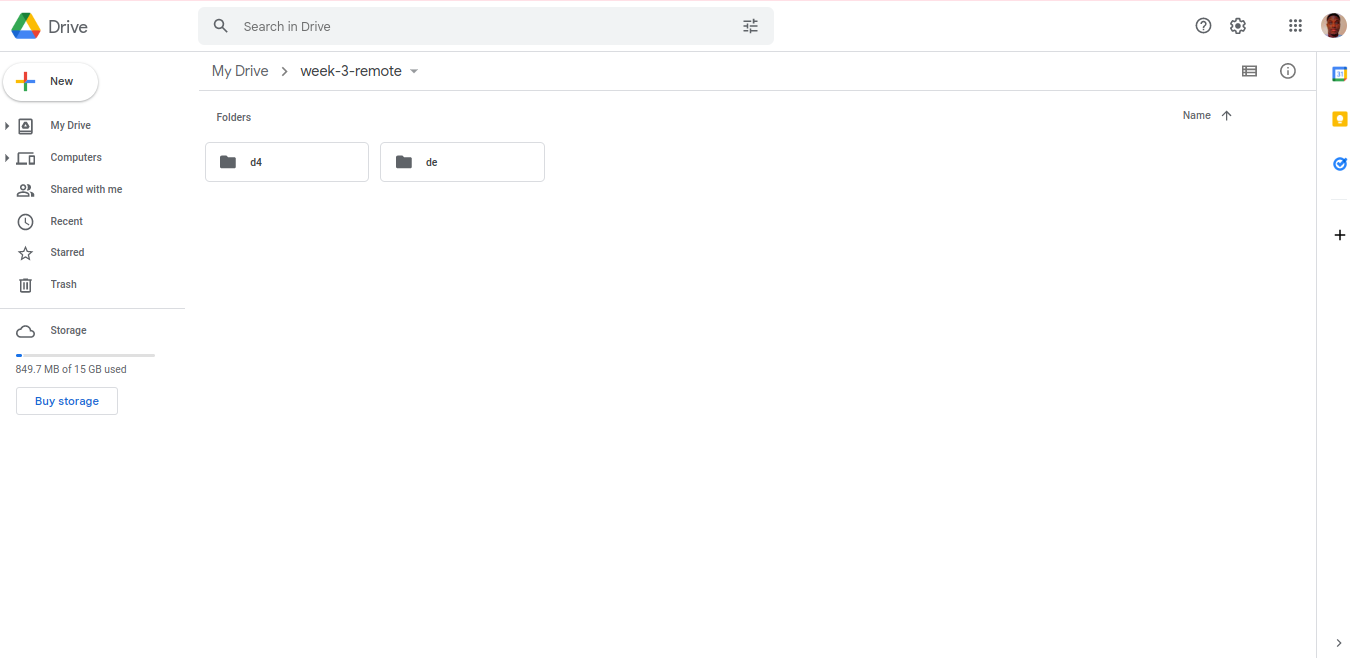 Drive
Search in Drive
New
My Drive
Computers
Shared with me
Recent
Starred
Trash
Storage
849.7 MB of 15 GB used
Buy storage
My Drive
week-3-remote
Folders
Name
d4
de
31